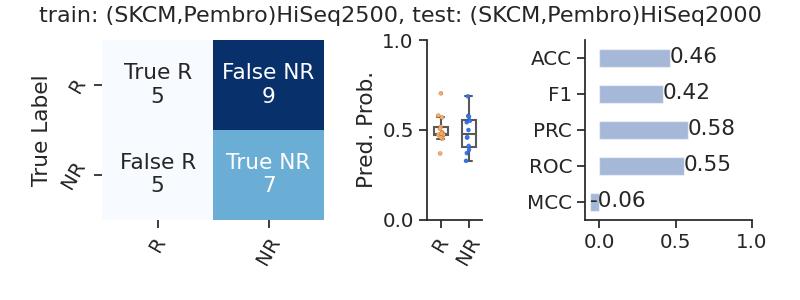 train: (SKCM,Pembro)HiSeq2500, test: (SKCM,Pembro)HiSeq2000
True Label
R
NR
True R
5
False NR
9
False R
5
True NR
7
R
NR
Pred. Prob.
1.0
0.5
0.0
R
NR
ACC
0.46
F1
0.42
PRC
0.58
ROC
0.55
MCC
-0.06
0.0
0.5
1.0